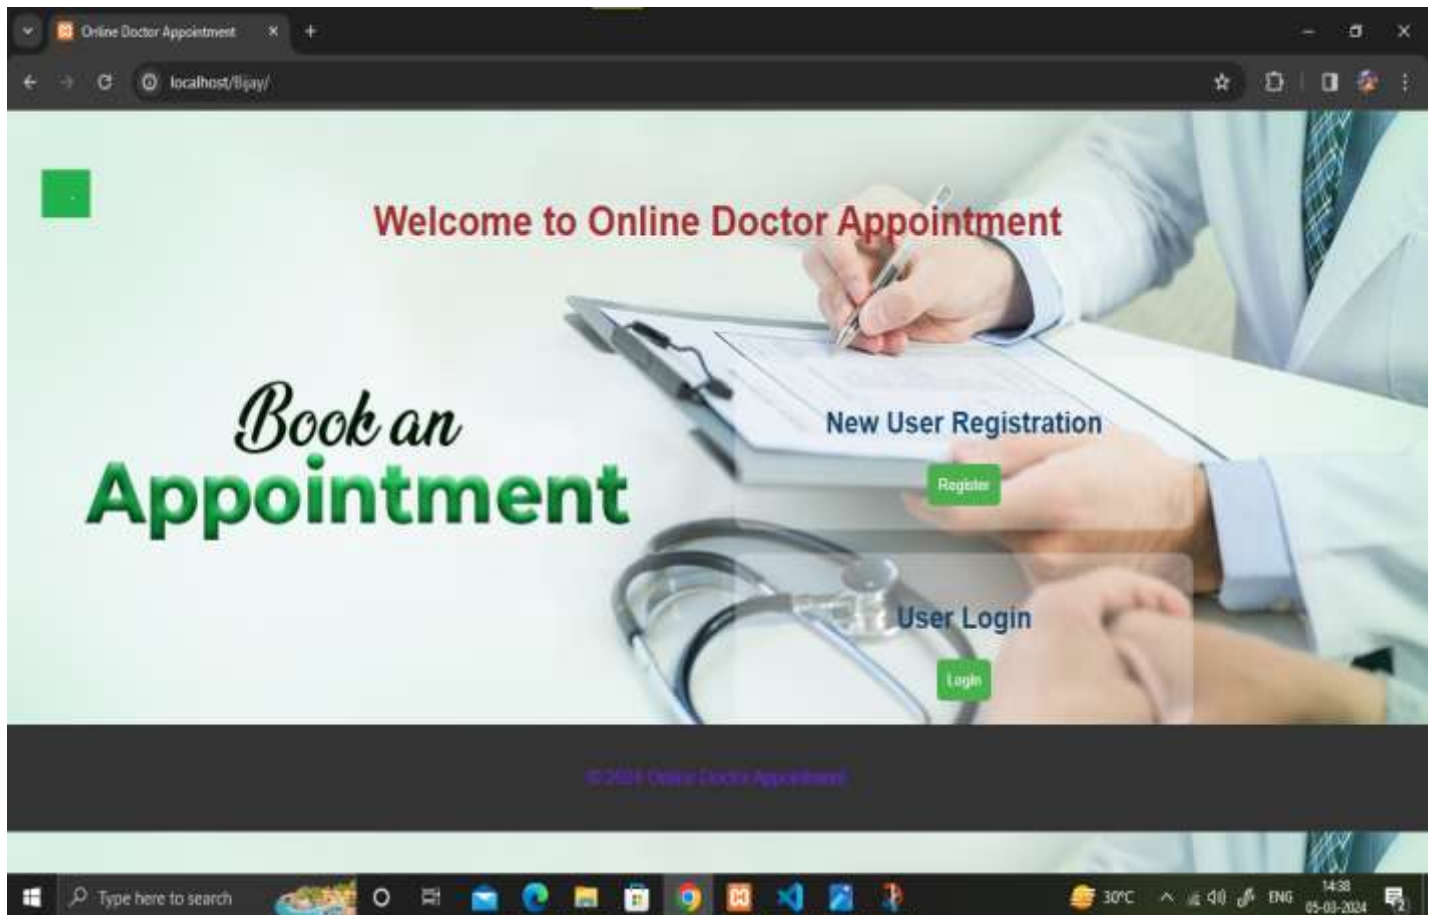 Online Doctor Appointment
localhost/Bijay/
Welcome to Online Doctor Appointment
Book an
Appointment
New User Registration
Register
User Login
Login
© 2024 Online Doctor Appointment
Type here to search
30°C
ENG
14:38
05-03-2024
2